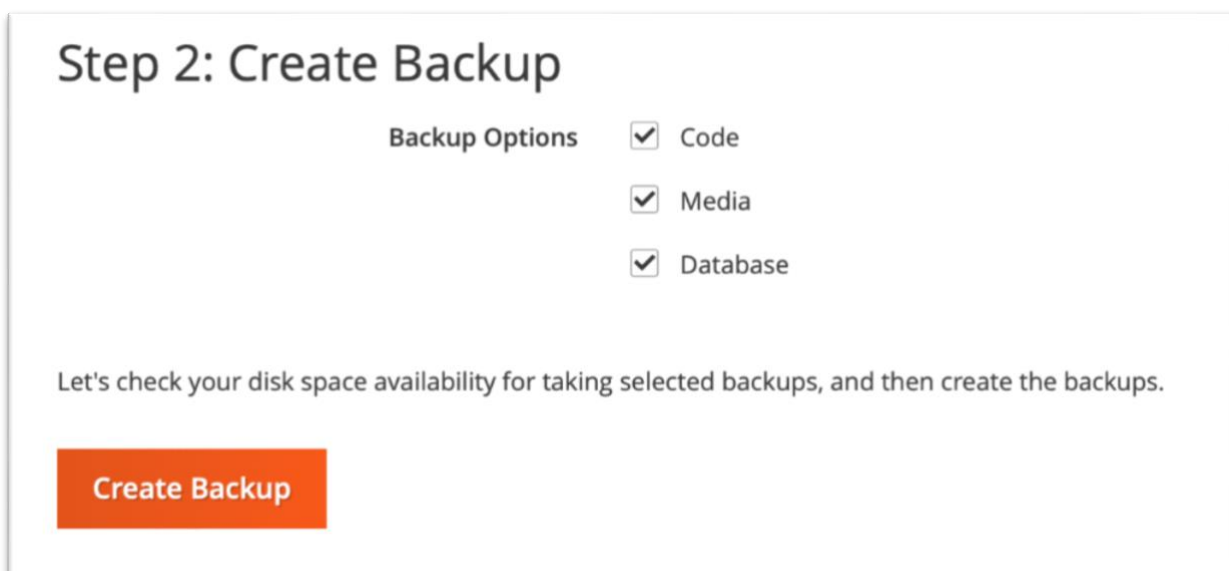 Step 2: Create Backup
Backup Options Code
Media
Database
Let's check your disk space availability for taking selected backups, and then create the backups.
Create Backup